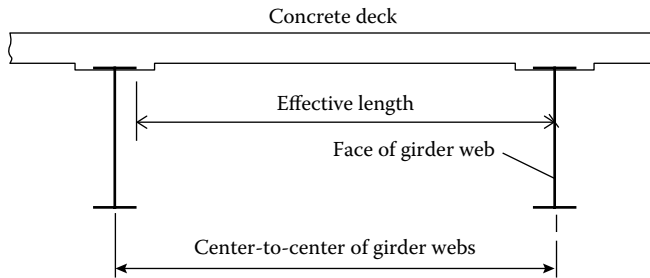 Concrete deck
Effective length
Face of girder web
Center-to-center of girder webs